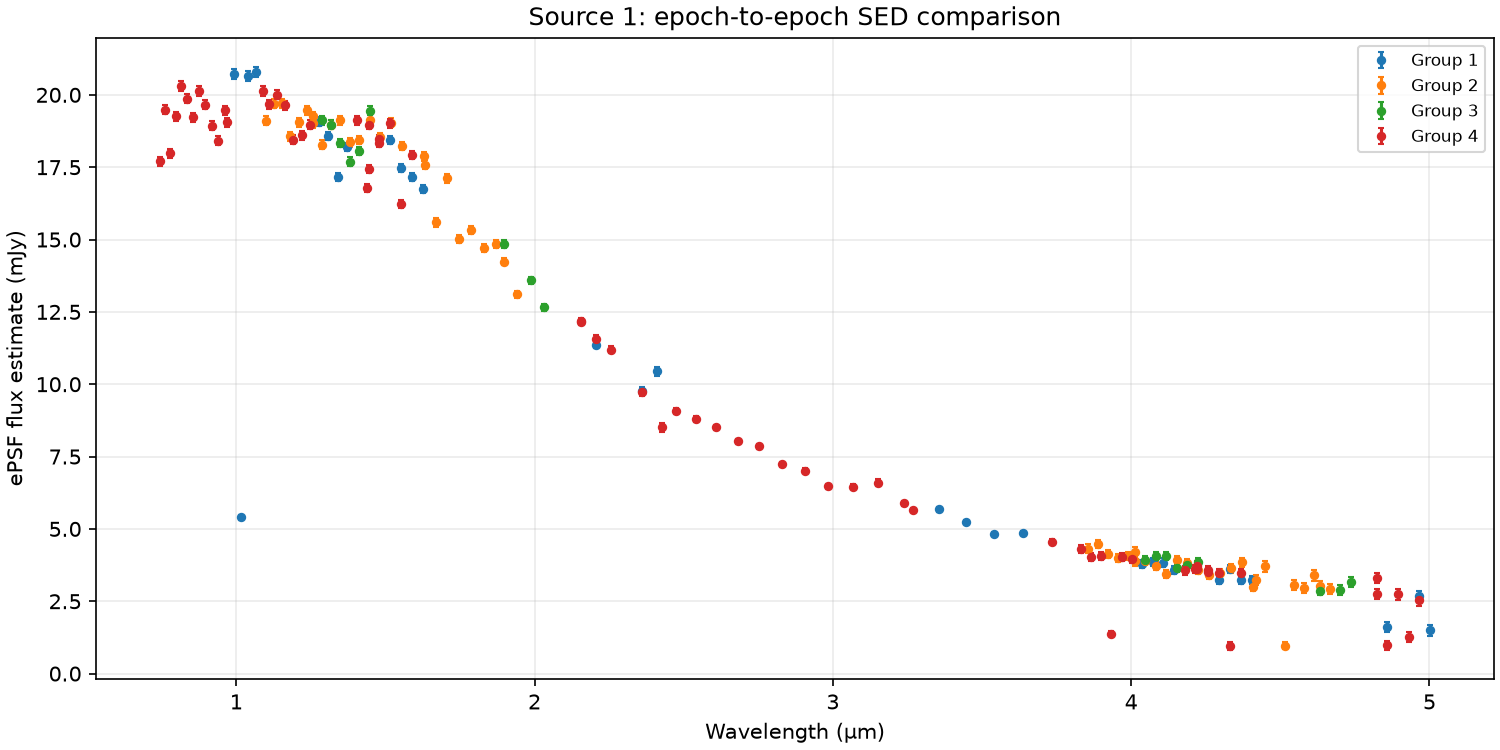 Source 1: epoch-to-epoch SED comparison
Group 1
Group 2
Group 3
Group 4
ePSF flux estimate (mJy)
20.0
17.5
15.0
12.5
10.0
7.5
5.0
2.5
0.0
1 2 3 4 5
Wavelength (µm)